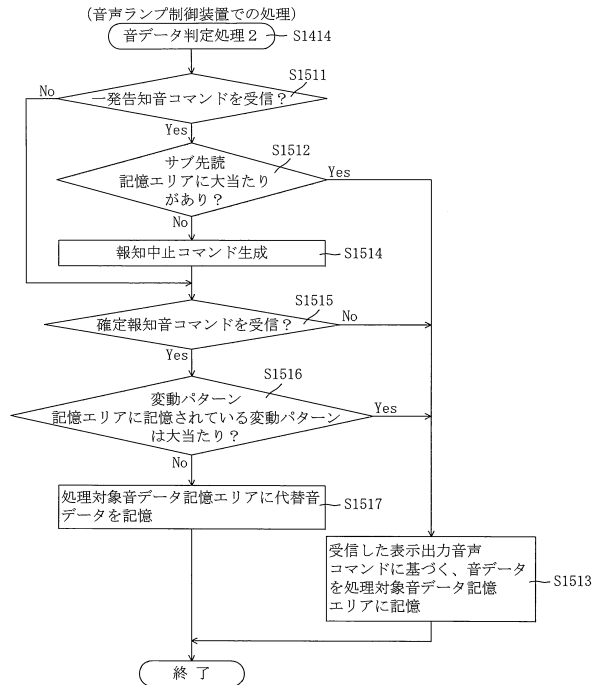 (音声ランプ制御装置での処理)
音データ判定処理2
S1414
S1511
一発告知音コマンドを受信?
No
Yes
S1512
サブ先読
記憶エリアに大当たり
があり?
Yes
No
報知中止コマンド生成
S1514
S1515
確定報知音コマンドを受信?
No
Yes
S1516
変動パターン
記憶エリアに記憶されている変動パターン
は大当たり?
Yes
No
処理対象音データ記憶エリアに代替音
データを記憶
S1517
受信した表示出力音声
コマンドに基づく、音データ
を処理対象音データ記憶
エリアに記憶
S1513
終 了